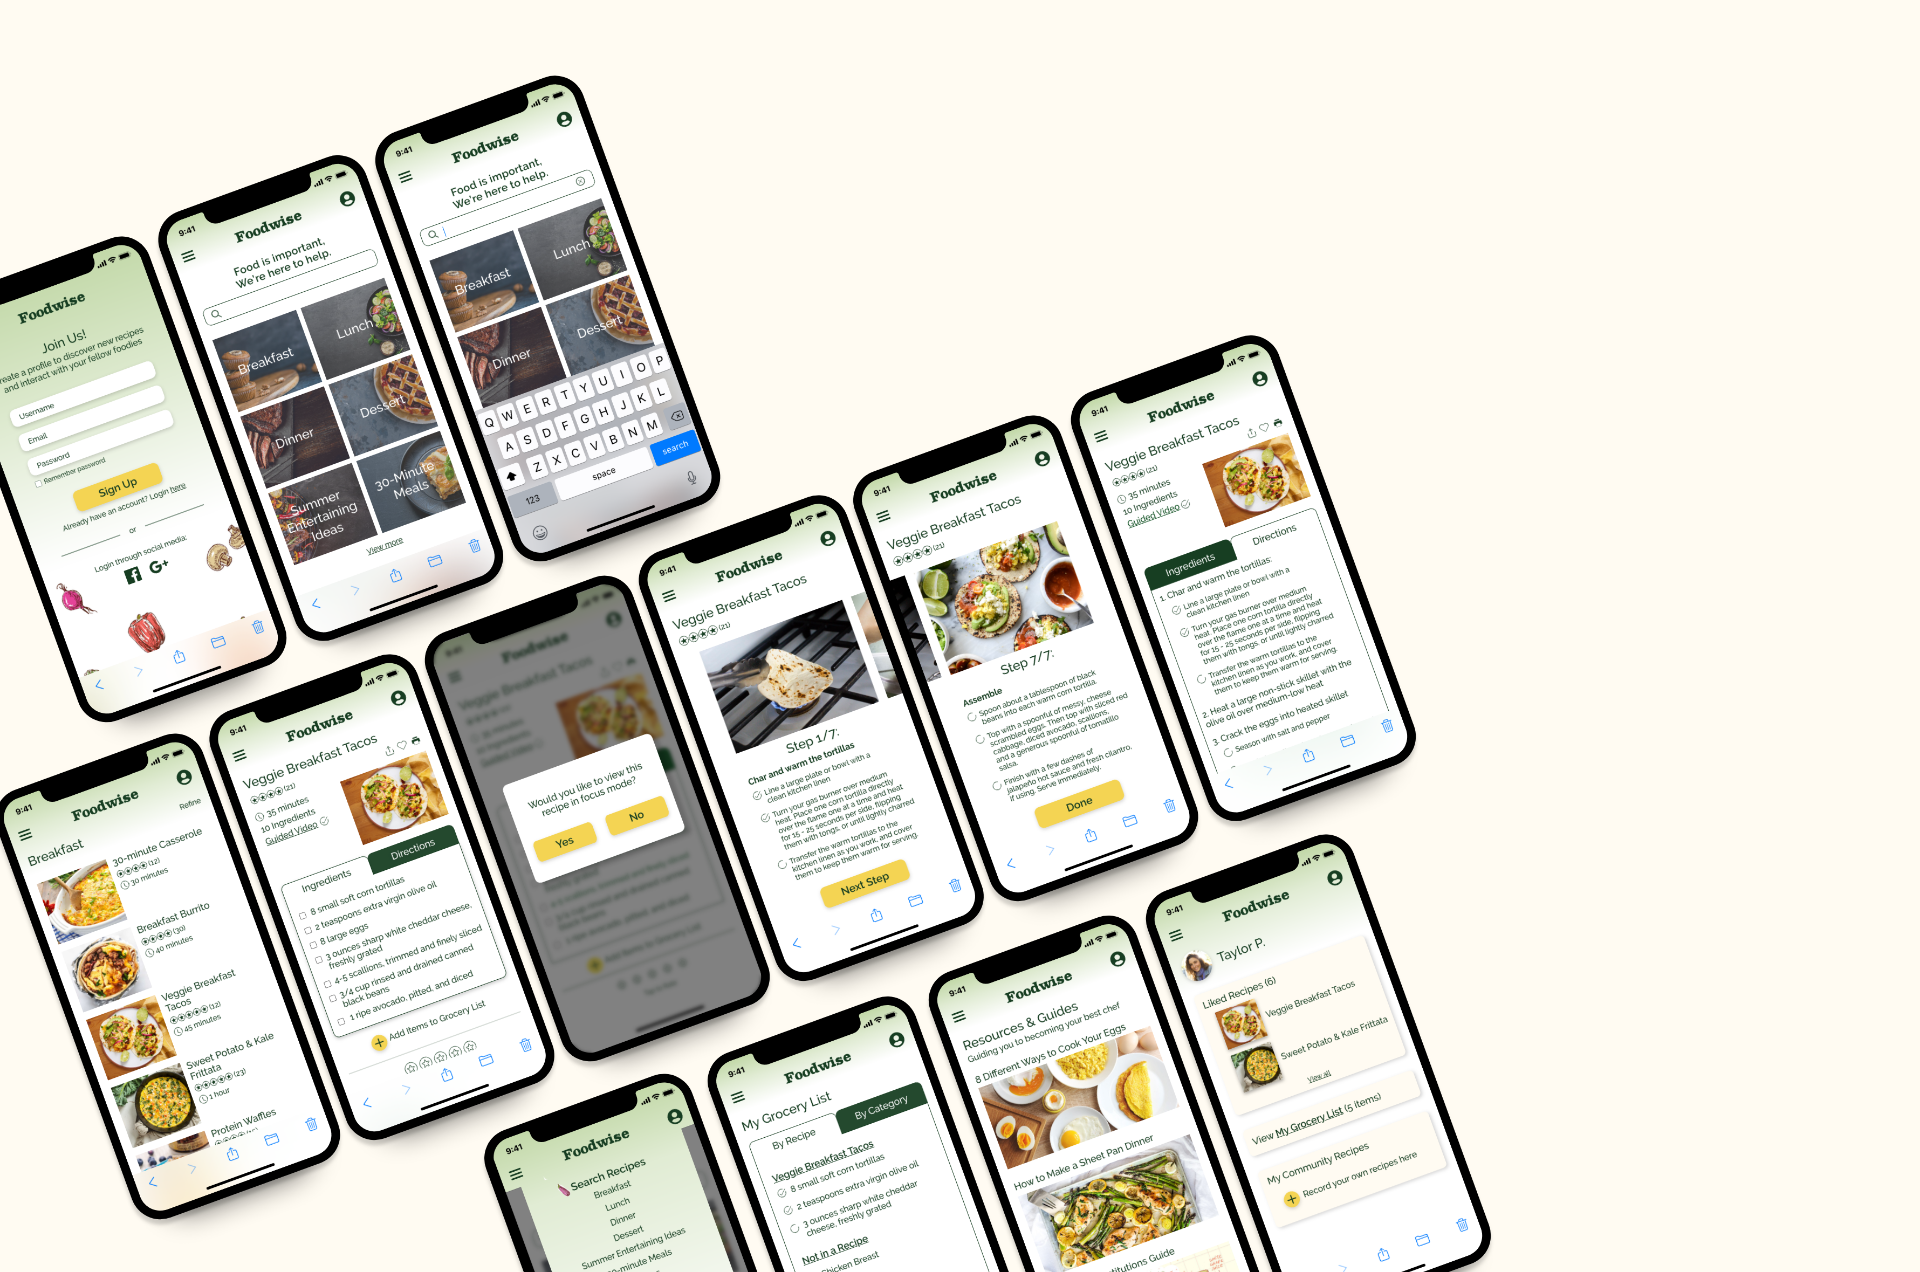 Foodwise
Join Us!
eate a profile to discover new recipes
and interact with your fellow foodies
Username
Email
Password
Remember password
Sign Up
Already have an account? Login here
or
Login through social media:
9:41
Foodwise
Food is important,
We're here to help.
Breakfast
Lunch
Dinner
Dessert
Summer
Entertaining
Ideas
30-Minute
Meals
View more
9:41
Foodwise
Food is important,
We're here to help.
Breakfast
Lunch
Dinner
Dessert
Q W E R T Y U I O P
A S D F G H J K L
Z X C V B N M
123
space
search
9:41
Foodwise
Refine
Breakfast
30-minute Casserole
(12)
30 minutes
Breakfast Burrito
(30)
40 minutes
Veggie Breakfast
Tacos
(12)
45 minutes
Sweet Potato & Kale
Frittata
(23)
1 hour
Protein Waffles
9:41
Foodwise
Veggie Breakfast Tacos
(21)
35 minutes
10 Ingredients
Guided Video
Ingredients
Directions
8 small soft corn tortillas
2 teaspoons extra virgin olive oil
8 large eggs
3 ounces sharp white cheddar cheese,
freshly grated
4-5 scallions, trimmed and finely sliced
3/4 cup rinsed and drained canned
black beans
1 ripe avocado, pitted, and diced
Add Items to Grocery List
Foodwise
Veggie Breakfast Tacos
Would you like to view this
recipe in focus mode?
Yes
No
9:41
Foodwise
Veggie Breakfast Tacos
(21)
Step 1/7:
Char and warm the tortillas
Line a large plate or bowl with a
clean kitchen linen
Turn your gas burner over medium
heat. Place one corn tortilla directly
over the flame one at a time and heat
for 15 - 25 seconds per side, flipping
them with tongs, or until lightly charred
Transfer the warm tortillas to the
kitchen linen as you work, and cover
them to keep them warm for serving.
Next Step
9:41
Foodwise
Veggie Breakfast Tacos
(21)
Step 7/7:
Assemble
Spoon about a tablespoon of black
beans into each warm corn tortilla.
Top with a spoonful of messy, cheese
scrambled eggs. Then top with sliced red
cabbage, diced avocado, scallions,
and a generous spoonful of tomatillo
salsa.
Finish with a few dashes of
jalapeño hot sauce and fresh cilantro,
if using. Serve immediately.
Done
9:41
Foodwise
Veggie Breakfast Tacos
(21)
35 minutes
10 Ingredients
Guided Video
Ingredients
Directions
1. Char and warm the tortillas:
Line a large plate or bowl with a
clean kitchen linen
Turn your gas burner over medium
heat. Place one corn tortilla directly
over the flame one at a time and heat
for 15 - 25 seconds per side, flipping
them with tongs, or until lightly charred
Transfer the warm tortillas to the
kitchen linen as you work, and cover
them to keep them warm for serving.
2. Heat a large non-stick skillet with the
olive oil over medium-low heat
3. Crack the eggs into heated skillet
Season with salt and pepper
9:41
Foodwise
Search Recipes
Breakfast
Lunch
Dinner
Dessert
Summer Entertaining Ideas
30-minute Meals
9:41
Foodwise
My Grocery List
By Recipe
By Category
Veggie Breakfast Tacos
8 small soft corn tortillas
2 teaspoons extra virgin olive oil
3 ounces sharp white cheddar
cheese, freshly grated
Not in a Recipe
Chicken Breast
9:41
Foodwise
Resources & Guides
Guiding you to becoming your best chef
8 Different Ways to Cook Your Eggs
How to Make a Sheet Pan Dinner
titutions Guide
9:41
Foodwise
Taylor P.
Liked Recipes (6)
Veggie Breakfast Tacos
Sweet Potato & Kale Frittata
View all
View My Grocery List (5 items)
My Community Recipes
Record your own recipes here